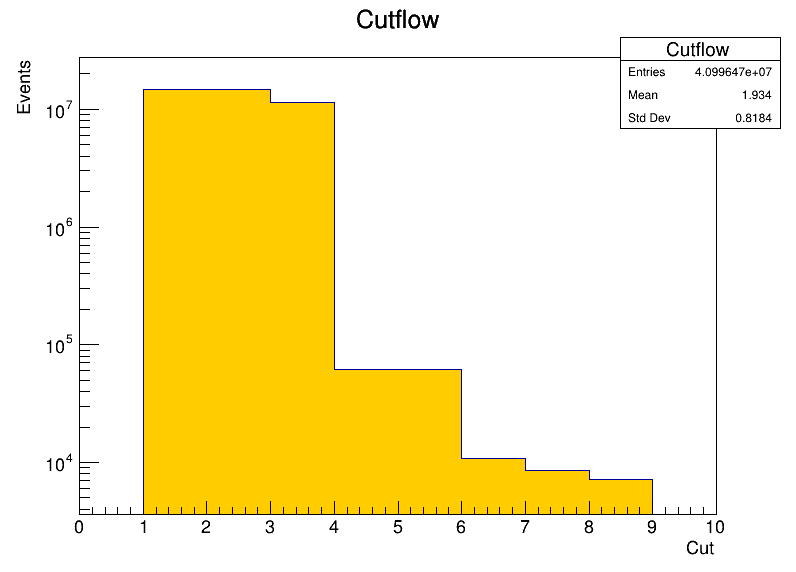 Cutflow
Cutflow
Entries 4.099647e+07
Mean 1.934
Std Dev 0.8184
Events
10^7
10^6
10^5
10^4
0 1 2 3 4 5 6 7 8 9 10
Cut